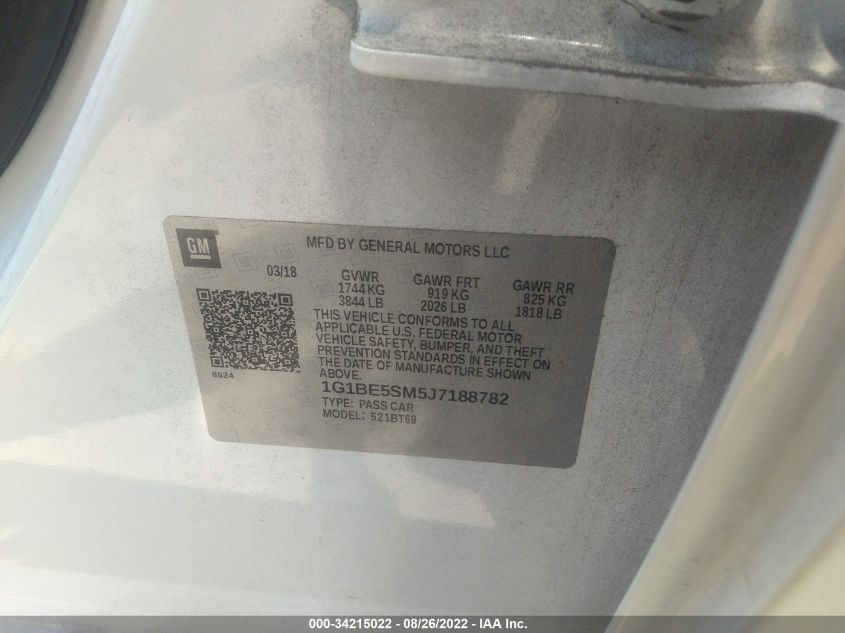 GM
MFD BY GENERAL MOTORS LLC
03/18
GVWR
1744 KG
3844 LB
GAWR FRT
919 KG
2026 LB
GAWR RR
825 KG
1818 LB
THIS VEHICLE CONFORMS TO ALL
APPLICABLE U.S. FEDERAL MOTOR
VEHICLE SAFETY, BUMPER, AND THEFT
PREVENTION STANDARDS IN EFFECT ON
THE DATE OF MANUFACTURE SHOWN
ABOVE.
8624
1G1BE5SM5J7188782
TYPE: PASS CAR
MODEL: 521BT69
000-34215022 - 08/26/2022 - IAA Inc.